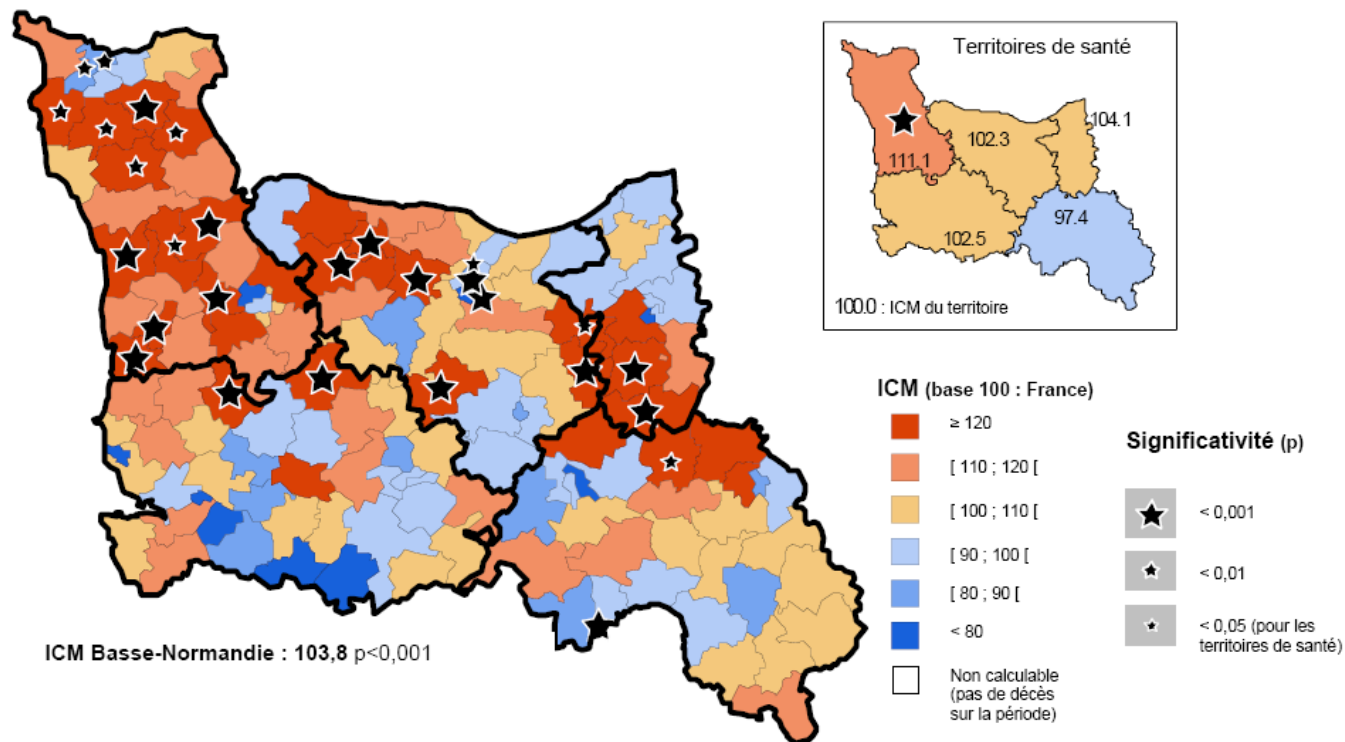 Territoires de santé
104.1
102.3
111.1
97.4
102.5
100.0 : ICM du territoire
ICM (base 100 : France)
≥ 120
[ 110 ; 120 [
[ 100 ; 110 [
[ 90 ; 100 [
[ 80 ; 90 [
< 80
Non calculable
(pas de décès
sur la période)
Significativité (p)
< 0,001
< 0,01
< 0,05 (pour les
territoires de santé)
ICM Basse-Normandie : 103,8 p<0,001